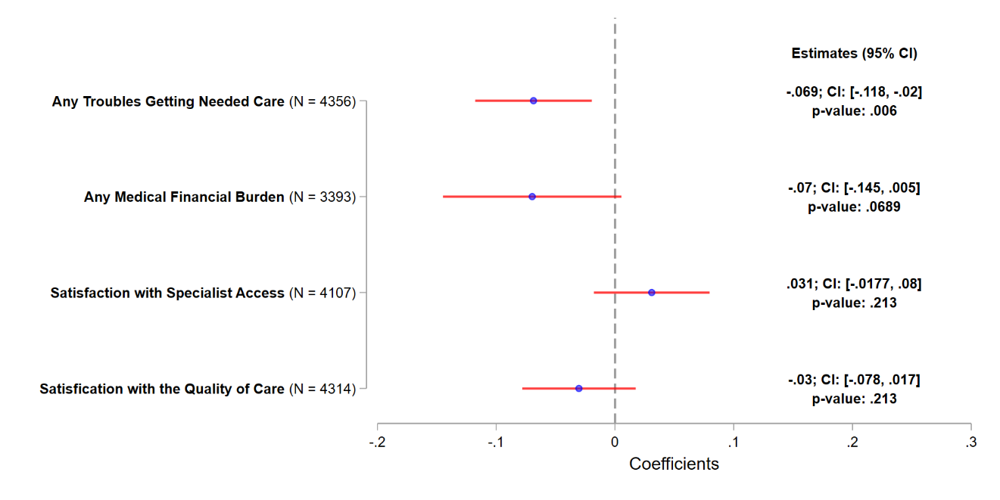 Estimates (95% CI)
Any Troubles Getting Needed Care (N = 4356)
-.069; CI: [-.118, -.02]
p-value: .006
Any Medical Financial Burden (N = 3393)
-.07; CI: [-.145, .005]
p-value: .0689
Satisfaction with Specialist Access (N = 4107)
.031; CI: [-.0177, .08]
p-value: .213
Satisfication with the Quality of Care (N = 4314)
-.03; CI: [-.078, .017]
p-value: .213
-.2 -.1 0 .1 .2 .3
Coefficients